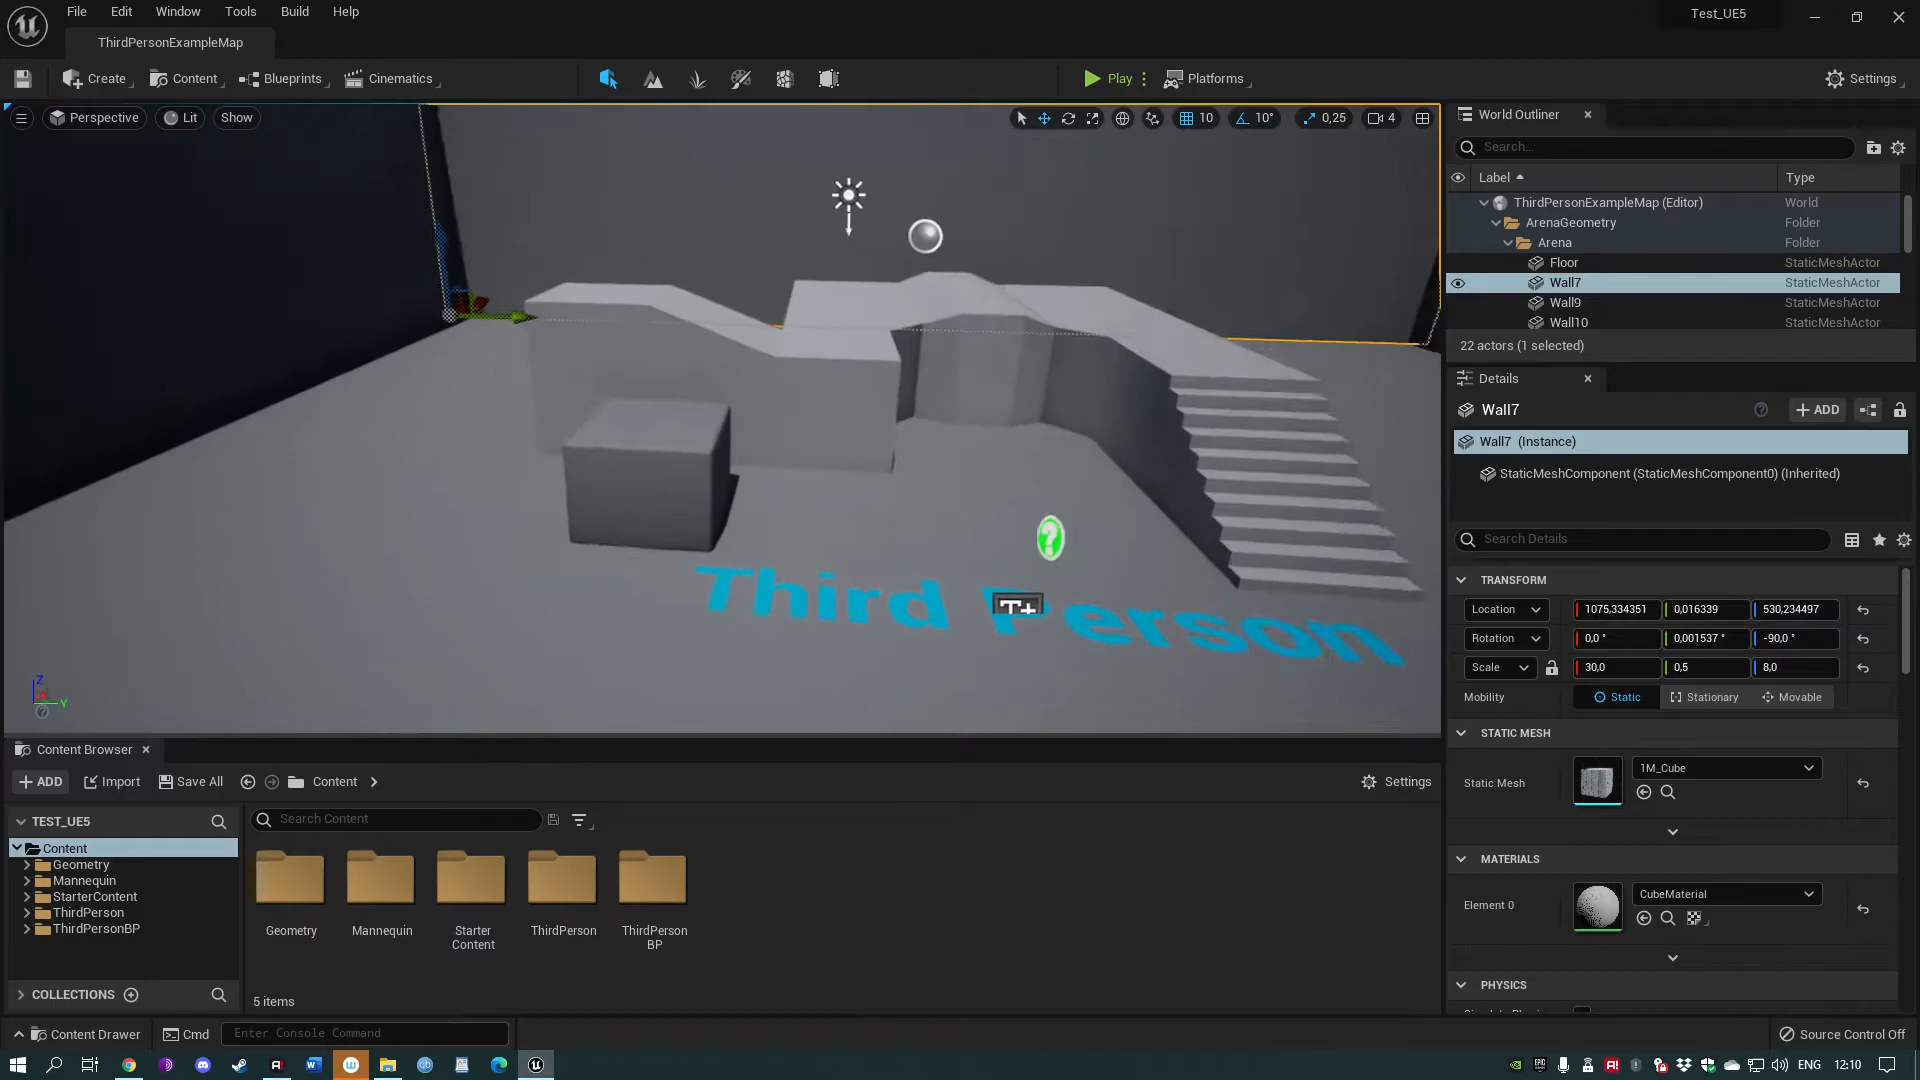 File Edit Window Tools Build Help
Test_UE5
ThirdPersonExampleMap
Create Content Blueprints Cinematics Play Platforms Settings
Perspective Lit Show 10 10° 0,25 4
World Outliner
Search...
Label Type
ThirdPersonExampleMap (Editor) World
ArenaGeometry Folder
Arena Folder
Floor StaticMeshActor
Wall7 StaticMeshActor
Wall9 StaticMeshActor
Wall10 StaticMeshActor
22 actors (1 selected)
Details
Wall7 ADD
Wall7 (Instance)
StaticMeshComponent (StaticMeshComponent0) (Inherited)
Search Details
TRANSFORM
Location 1075,334351 0,016339 530,234497
Rotation 0,0 ° 0,001537 ° -90,0 °
Scale 30,0 0,5 8,0
Mobility Static Stationary Movable
STATIC MESH
Static Mesh 1M_Cube
MATERIALS
Element 0 CubeMaterial
PHYSICS
Third Person
T+
Z
Y
Content Browser
ADD Import Save All Content Settings
TEST_UE5
Search Content
Content
Geometry
Mannequin
StarterContent
ThirdPerson
ThirdPersonBP
Geometry Mannequin Starter Content ThirdPerson ThirdPerson BP
COLLECTIONS
5 items
Content Drawer Cmd Enter Console Command Source Control Off
ENG 12:10